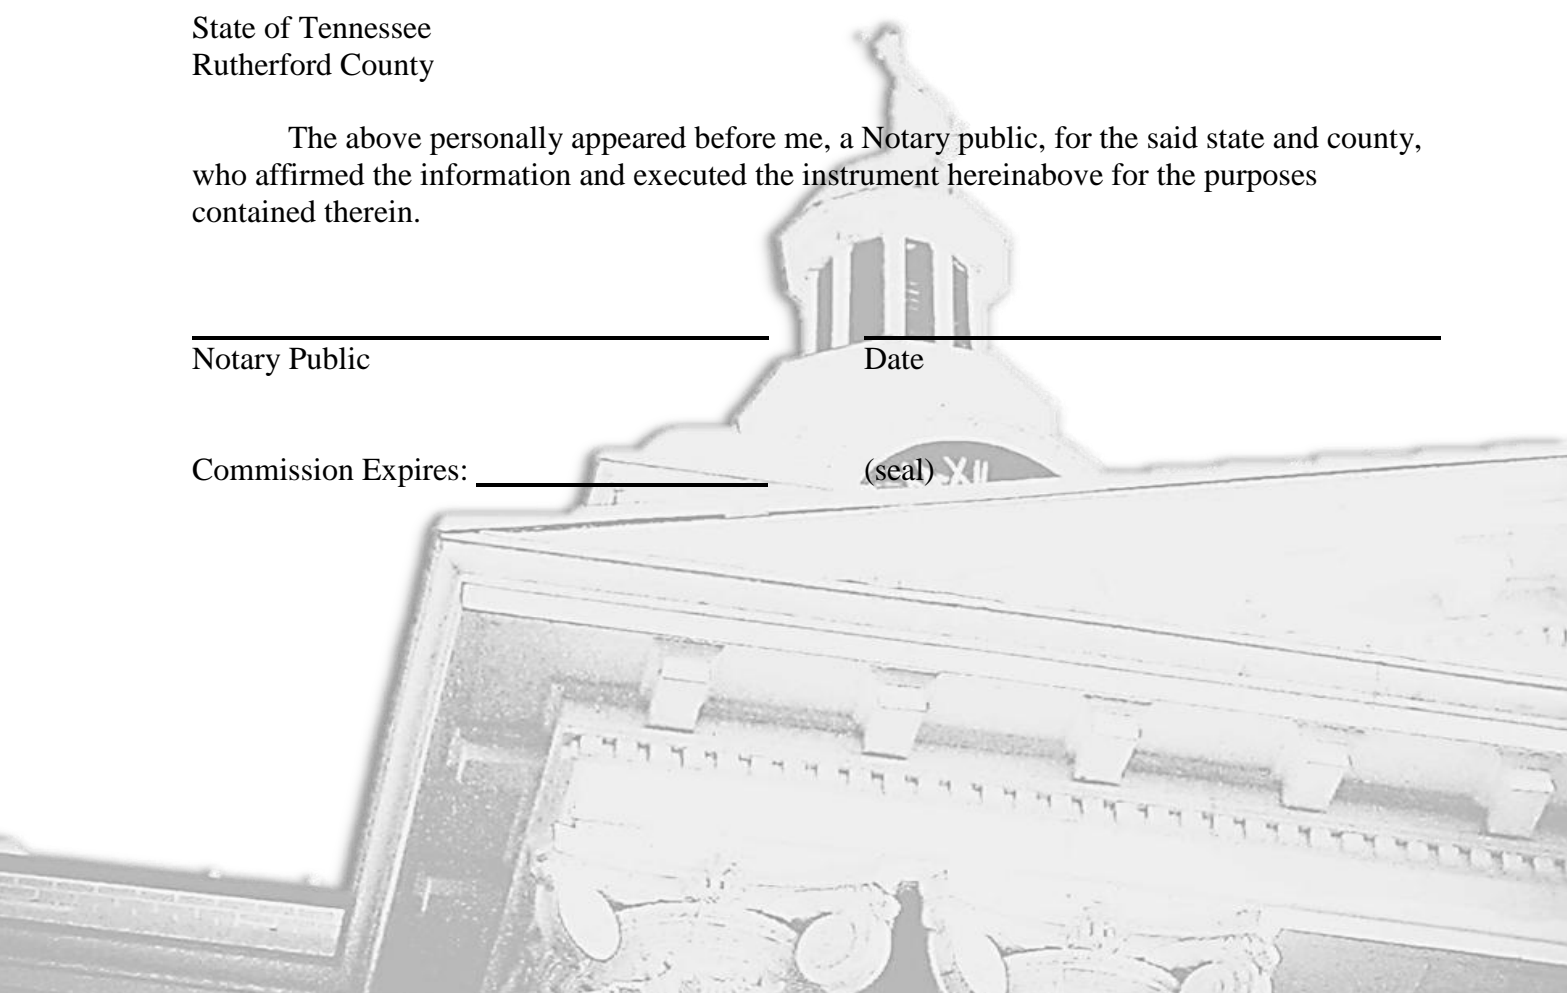 State of Tennessee
Rutherford County
The above personally appeared before me, a Notary public, for the said state and county,
who affirmed the information and executed the instrument hereinabove for the purposes
contained therein.
Notary Public Date
Commission Expires: (seal)
XII